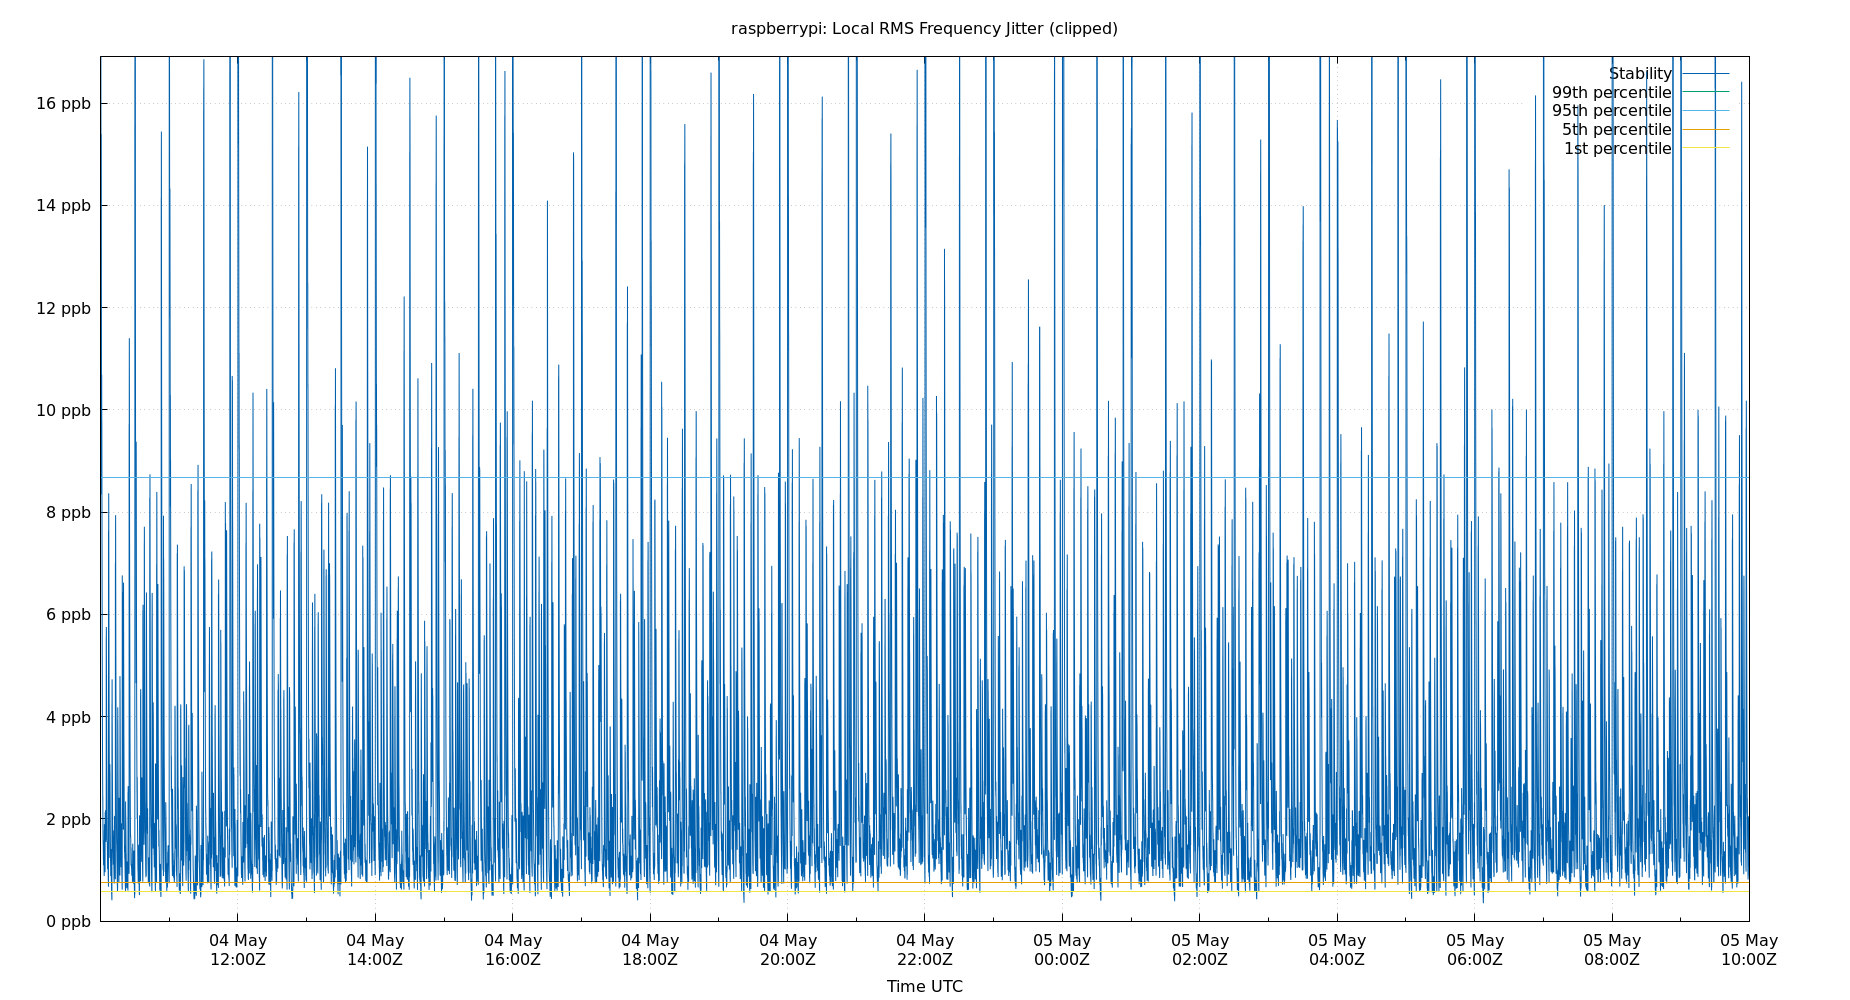 raspberrypi: Local RMS Frequency Jitter (clipped)
Stability
99th percentile
95th percentile
5th percentile
1st percentile
16 ppb
14 ppb
12 ppb
10 ppb
8 ppb
6 ppb
4 ppb
2 ppb
0 ppb
04 May 04 May 04 May 04 May 04 May 04 May 05 May 05 May 05 May 05 May 05 May 05 May
12:00Z 14:00Z 16:00Z 18:00Z 20:00Z 22:00Z 00:00Z 02:00Z 04:00Z 06:00Z 08:00Z 10:00Z
Time UTC